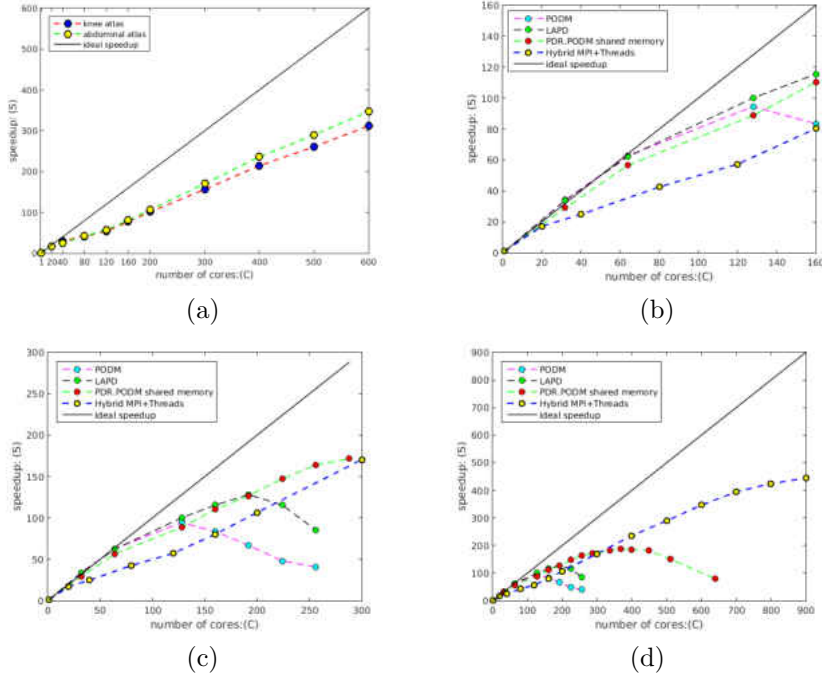 600
500
400
300
200
100
0
speedup: (S)
knee atlas
abdominal atlas
ideal speedup
1 20 40 80 120 160 200 300 400 500 600
number of cores:(C)
(a)
160
140
120
100
80
60
40
20
0
speedup: (S)
PODM
LAPD
PDR.PODM shared memory
Hybrid MPI+Threads
ideal speedup
0 20 40 60 80 100 120 140 160
number of cores:(C)
(b)
300
250
200
150
100
50
0
speedup: (S)
PODM
LAPD
PDR.PODM shared memory
Hybrid MPI+Threads
ideal speedup
0 50 100 150 200 250 300
number of cores:(C)
(c)
900
800
700
600
500
400
300
200
100
0
speedup: (S)
PODM
LAPD
PDR.PODM shared memory
Hybrid MPI+Threads
ideal speedup
0 100 200 300 400 500 600 700 800 900
number of cores:(C)
(d)